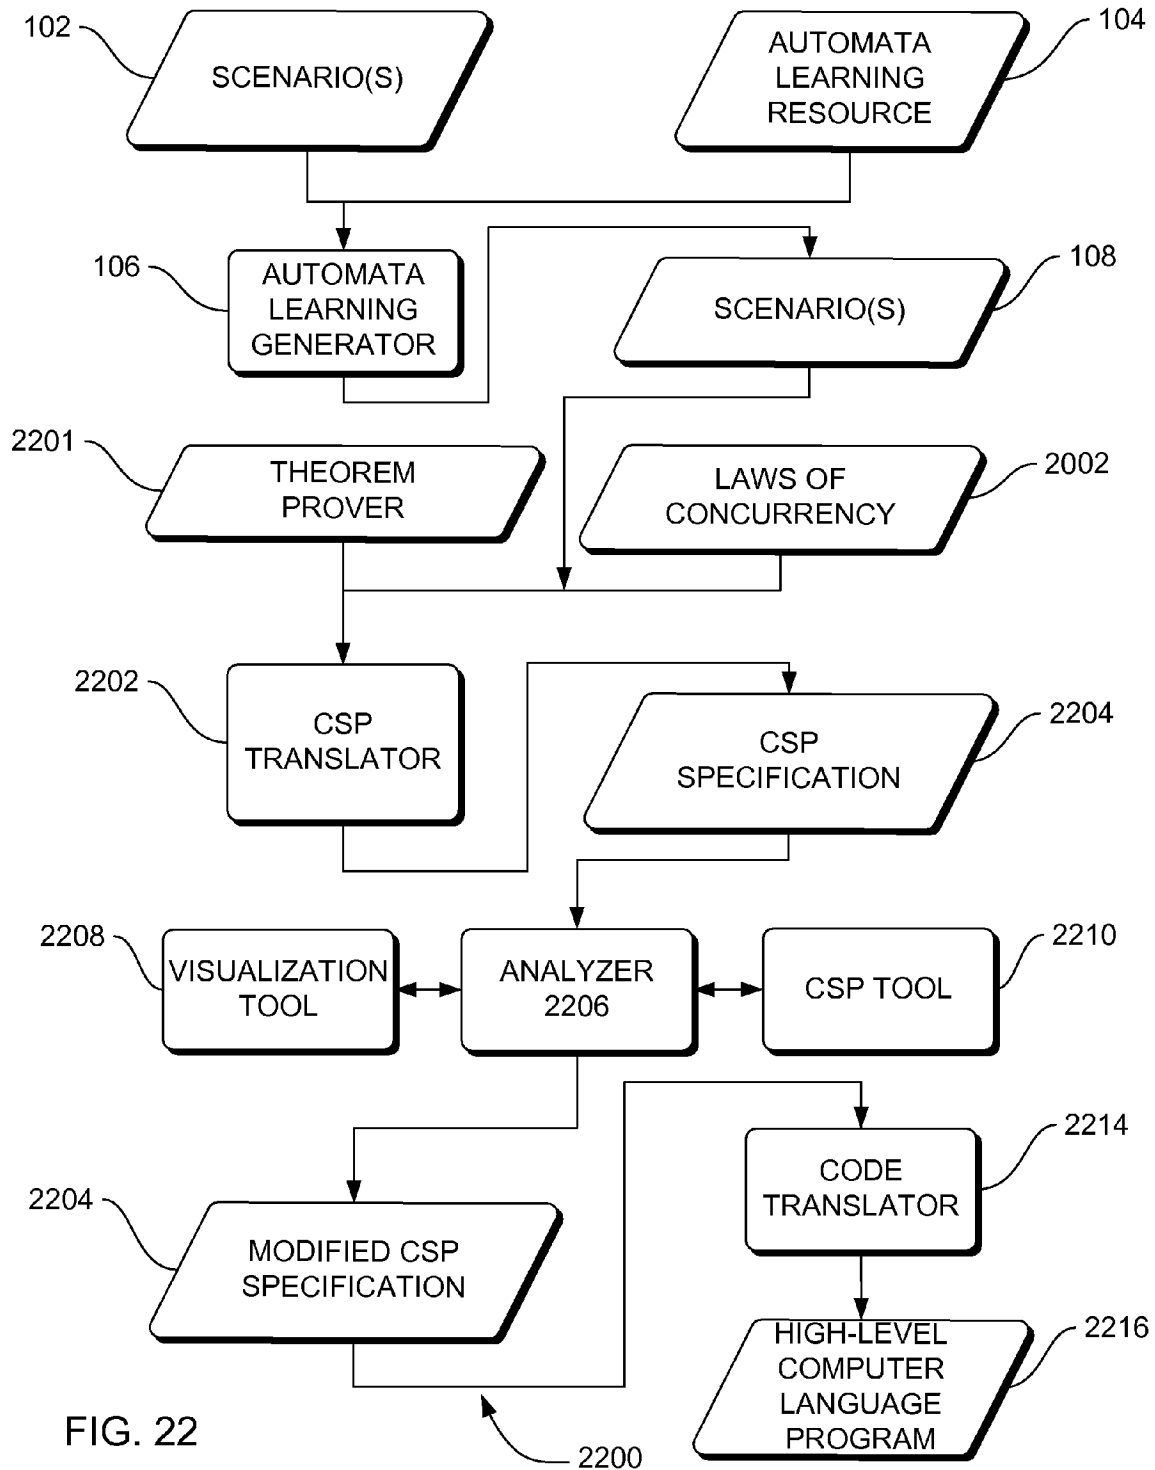 102
SCENARIO(S)
AUTOMATA
LEARNING
RESOURCE
104
106
AUTOMATA
LEARNING
GENERATOR
SCENARIO(S)
108
2201
THEOREM
PROVER
LAWS OF
CONCURRENCY
2002
2202
CSP
TRANSLATOR
CSP
SPECIFICATION
2204
2208
VISUALIZATION
TOOL
ANALYZER
2206
CSP TOOL
2210
2204
MODIFIED CSP
SPECIFICATION
CODE
TRANSLATOR
2214
HIGH-LEVEL
COMPUTER
LANGUAGE
PROGRAM
2216
FIG. 22
2200